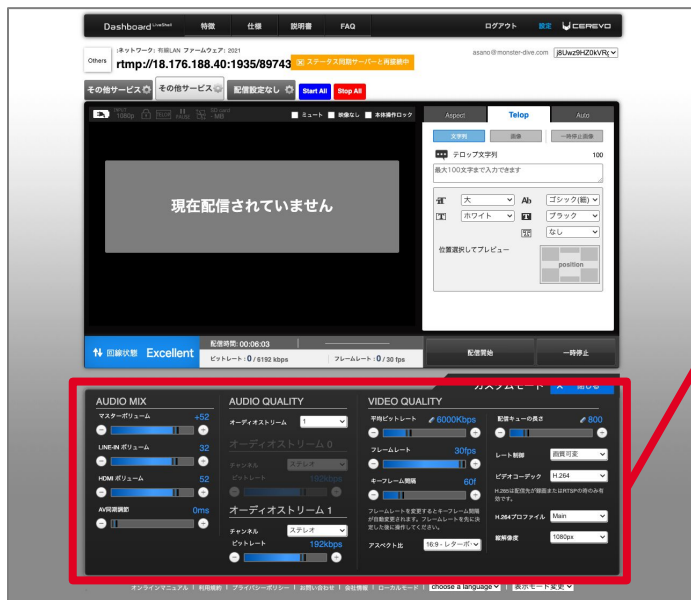 Dashboard LiveShell 特徴 仕様 説明書 FAQ ログアウト 設定 CEREVO
Others
:ネットワーク: 有線LAN ファームウェア: 2021
rtmp://18.176.188.40:1935/89743
ステータス同期サーバーと再接続中
asano@monster-dive.com
j8Uwz9HZ0kVR(
その他サービス その他サービス 配信設定なし Start All Stop All
INPUT
1080p
PAUSE
- MB
ミュート 映像なし 本体操作ロック
現在配信されていません
Aspect Telop Auto
文字列 画像 一時停止画像
テロップ文字列 100
最大100文字まで入力できます
大 Ab ゴシック(細)
T ホワイト T ブラック
なし
位置選択してプレビュー
position
回線状態 Excellent
配信時間: 00:06:03
ビットレート : 0 / 6192 kbps フレームレート : 0 / 30 fps
配信開始 一時停止
カスタムモード × 閉じる
AUDIO MIX
マスターボリューム +52
LINE-IN ボリューム 32
HDMI ボリューム 52
AV同期調節 0ms
AUDIO QUALITY
オーディオストリーム 1
オーディオストリーム 0
チャンネル ステレオ
ビットレート 192kbps
オーディオストリーム 1
チャンネル ステレオ
ビットレート 192kbps
VIDEO QUALITY
平均ビットレート 6000Kbps
フレームレート 30fps
キーフレーム間隔 60f
フレームレートを変更するとキーフレーム間隔
が自動変更されます。フレームレートを先に決
定した後に操作してください。
アスペクト比 16:9 - レターボ・
配信キューの長さ 800
レート制御 画質可変
ビデオコーデック H.264
H.265は配信先が録画またはRTSPの時のみ有
効です。
H.264プロファイル Main
縦解像度 1080px
オンラインマニュアル | 利用規約 | プライバシーポリシー | お問い合わせ | 会社情報 | ローカルモード | choose a language | 表示モード変更